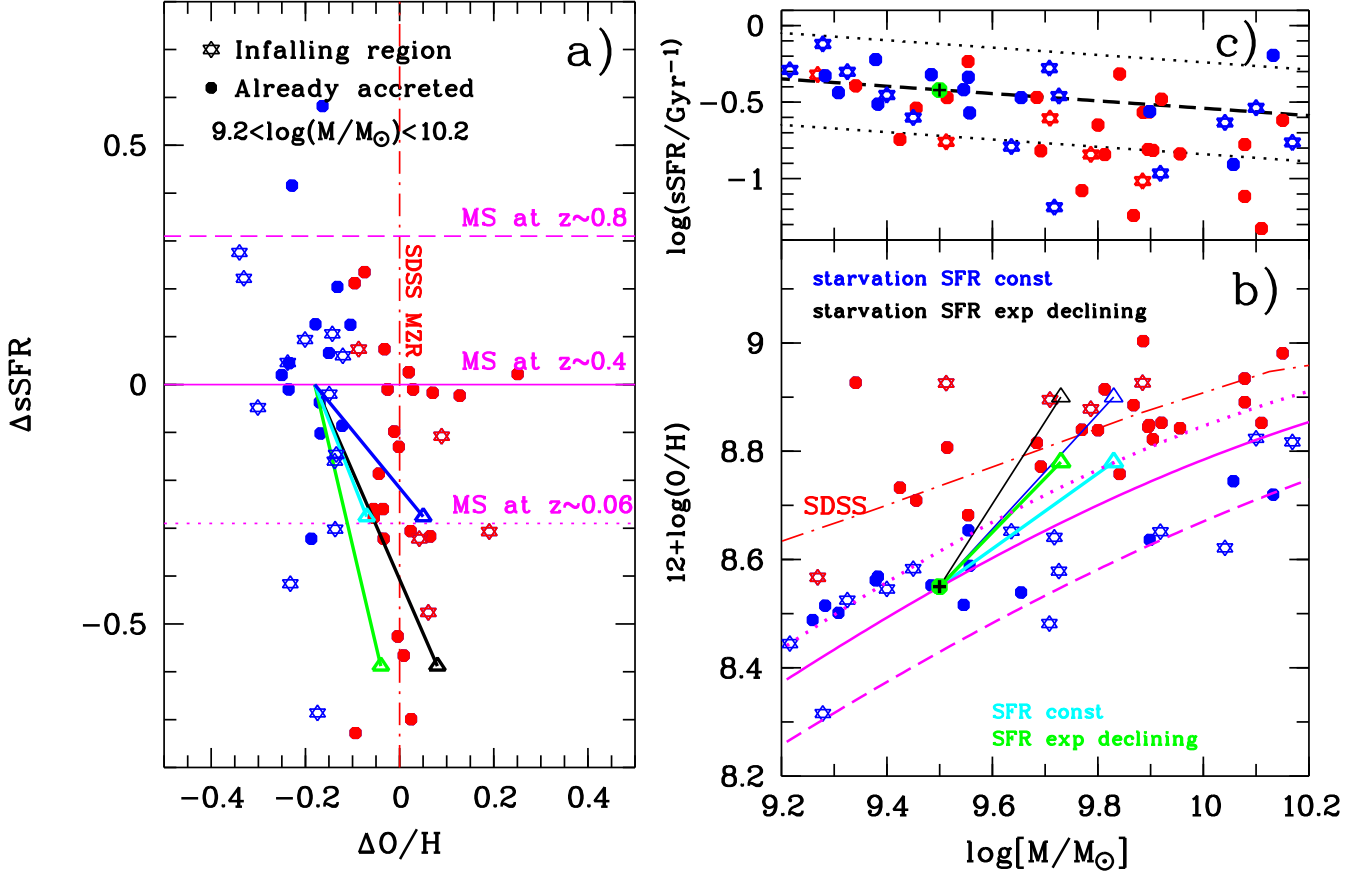 a)
Infalling region
Already accreted
9.2<log(M/M⊙)<10.2
MS at z~0.8
SDSS MZR
MS at z~0.4
MS at z~0.06
0.5
0
−0.5
ΔsSFR
−0.4
−0.2
0
0.2
0.4
ΔO/H
c)
0
−0.5
−1
log(sSFR/Gyr−1)
b)
starvation SFR const
starvation SFR exp declining
SDSS
SFR const
SFR exp declining
9
8.8
8.6
8.4
8.2
12+log(O/H)
9.2
9.4
9.6
9.8
10
10.2
log[M/M⊙]